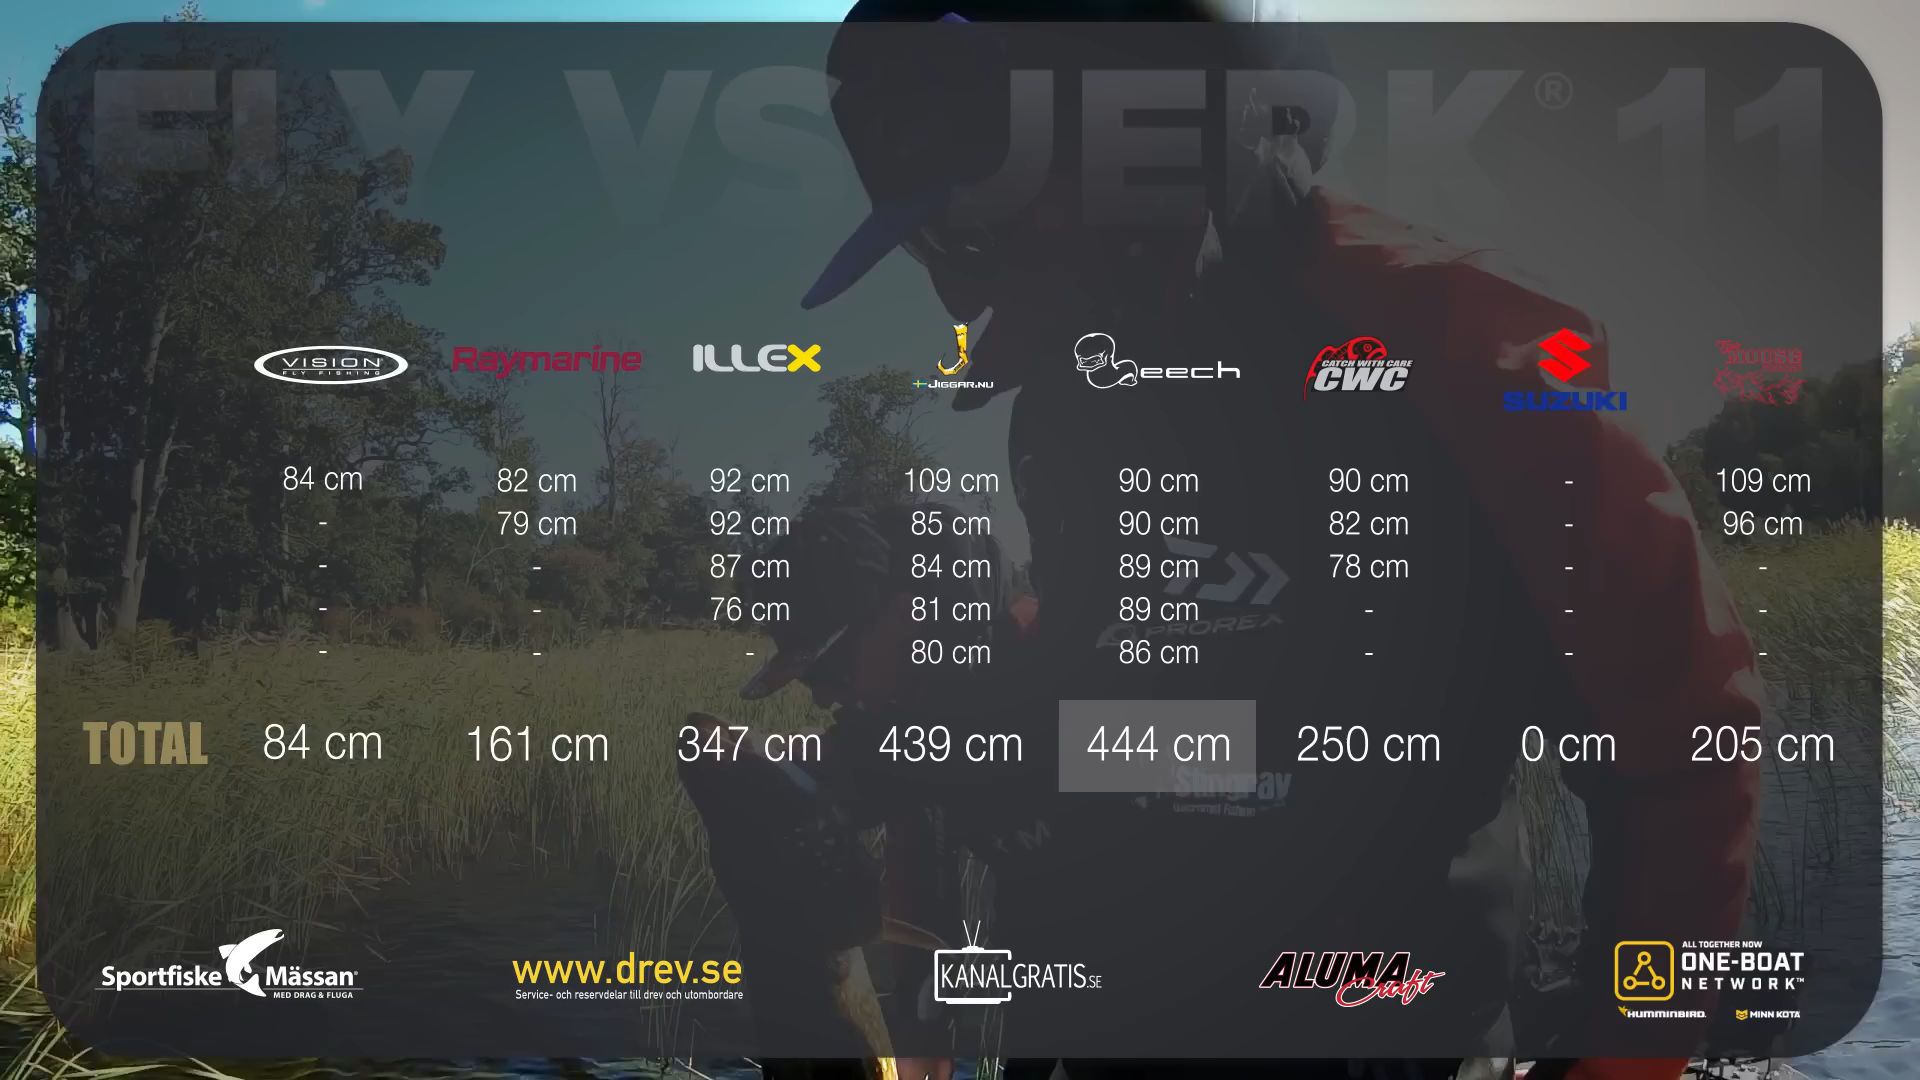 FLY VS JERK® 11
VISION
FLY FISHING
Raymarine
ILLEX
JIGGAR.NU
eech
CATCH WITH CARE
CWC
SUZUKI
84 cm 82 cm 92 cm 109 cm 90 cm 90 cm - 109 cm
- 79 cm 92 cm 85 cm 90 cm 82 cm - 96 cm
- - 87 cm 84 cm 89 cm 78 cm - -
- - 76 cm 81 cm 89 cm - - -
- - - 80 cm 86 cm - - -
TOTAL 84 cm 161 cm 347 cm 439 cm 444 cm 250 cm 0 cm 205 cm
PROREX
Stingray
Sportfiske Mässan
MED DRAG & FLUGA
www.drev.se
Service- och reservdelar till drev och utombordare
KANALGRATIS.SE
ALUMA
Craft
ALL TOGETHER NOW
ONE-BOAT
NETWORK™
HUMMINBIRD
MINN KOTA